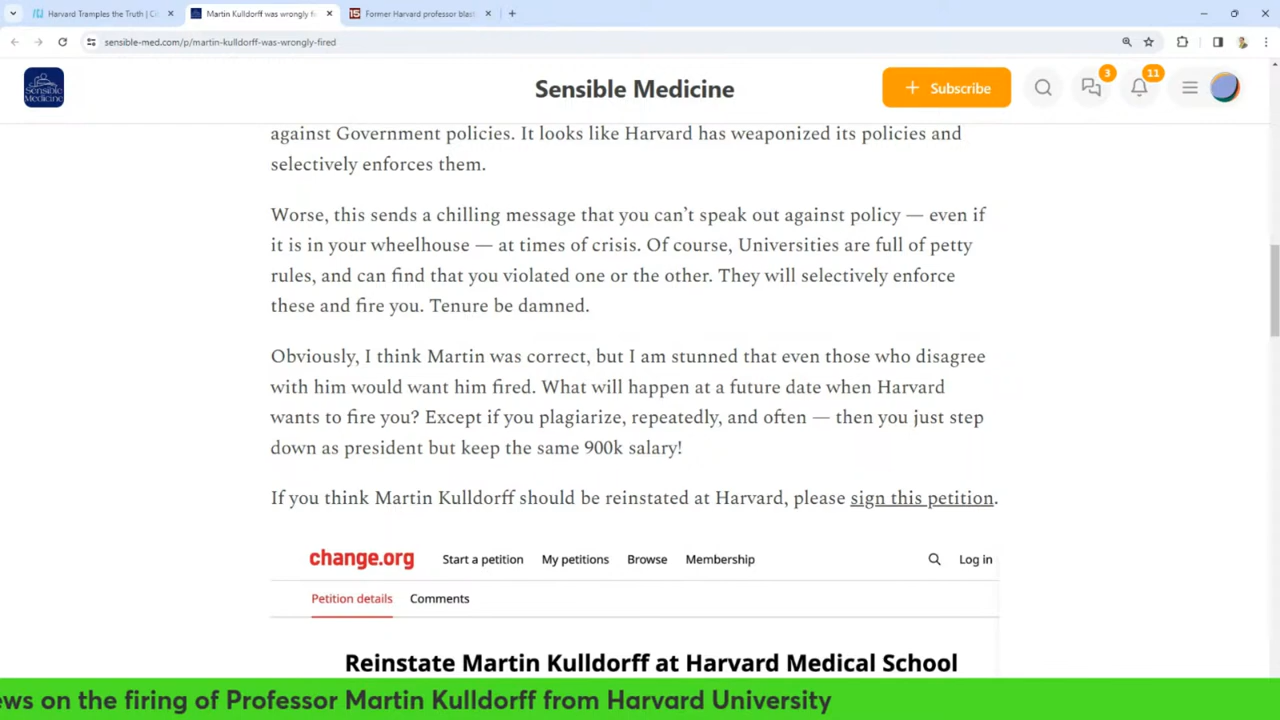 Harvard Tramples the Truth | Ci
Martin Kulldorff was wrongly fi
Former Harvard professor blast
sensible-med.com/p/martin-kulldorff-was-wrongly-fired
Sensible Medicine
Sensible Medicine
Subscribe
3
11
against Government policies. It looks like Harvard has weaponized its policies and
selectively enforces them.
Worse, this sends a chilling message that you can’t speak out against policy — even if
it is in your wheelhouse — at times of crisis. Of course, Universities are full of petty
rules, and can find that you violated one or the other. They will selectively enforce
these and fire you. Tenure be damned.
Obviously, I think Martin was correct, but I am stunned that even those who disagree
with him would want him fired. What will happen at a future date when Harvard
wants to fire you? Except if you plagiarize, repeatedly, and often — then you just step
down as president but keep the same 900k salary!
If you think Martin Kulldorff should be reinstated at Harvard, please sign this petition.
change.org
Start a petition My petitions Browse Membership
Log in
Petition details Comments
Reinstate Martin Kulldorff at Harvard Medical School
ews on the firing of Professor Martin Kulldorff from Harvard University